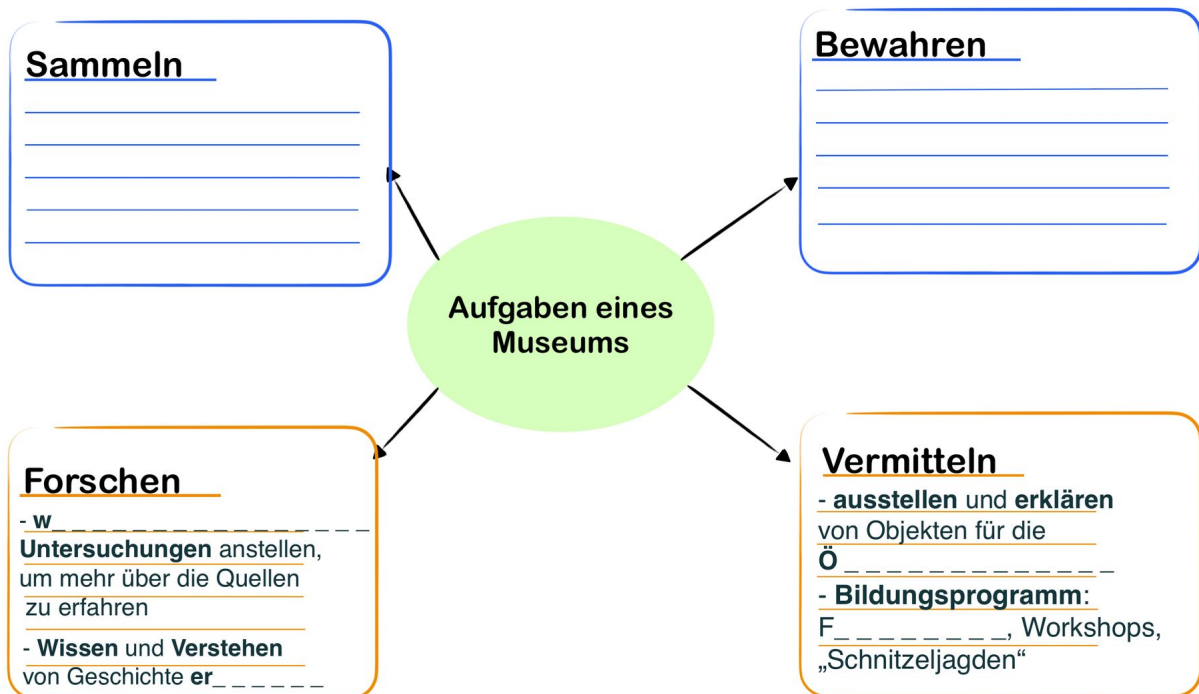 Sammeln
Bewahren
Aufgaben eines
Museums
Forschen
- w_ _ _ _ _ _ _ _ _ _ _ _ _ _ _ _
Untersuchungen anstellen,
um mehr über die Quellen
zu erfahren
- Wissen und Verstehen
von Geschichte er_ _ _ _ _ _
Vermitteln
- ausstellen und erklären
von Objekten für die
Ö _ _ _ _ _ _ _ _ _ _ _ _ _
- Bildungsprogramm:
F_ _ _ _ _ _ _ _, Workshops,
„Schnitzeljagden“